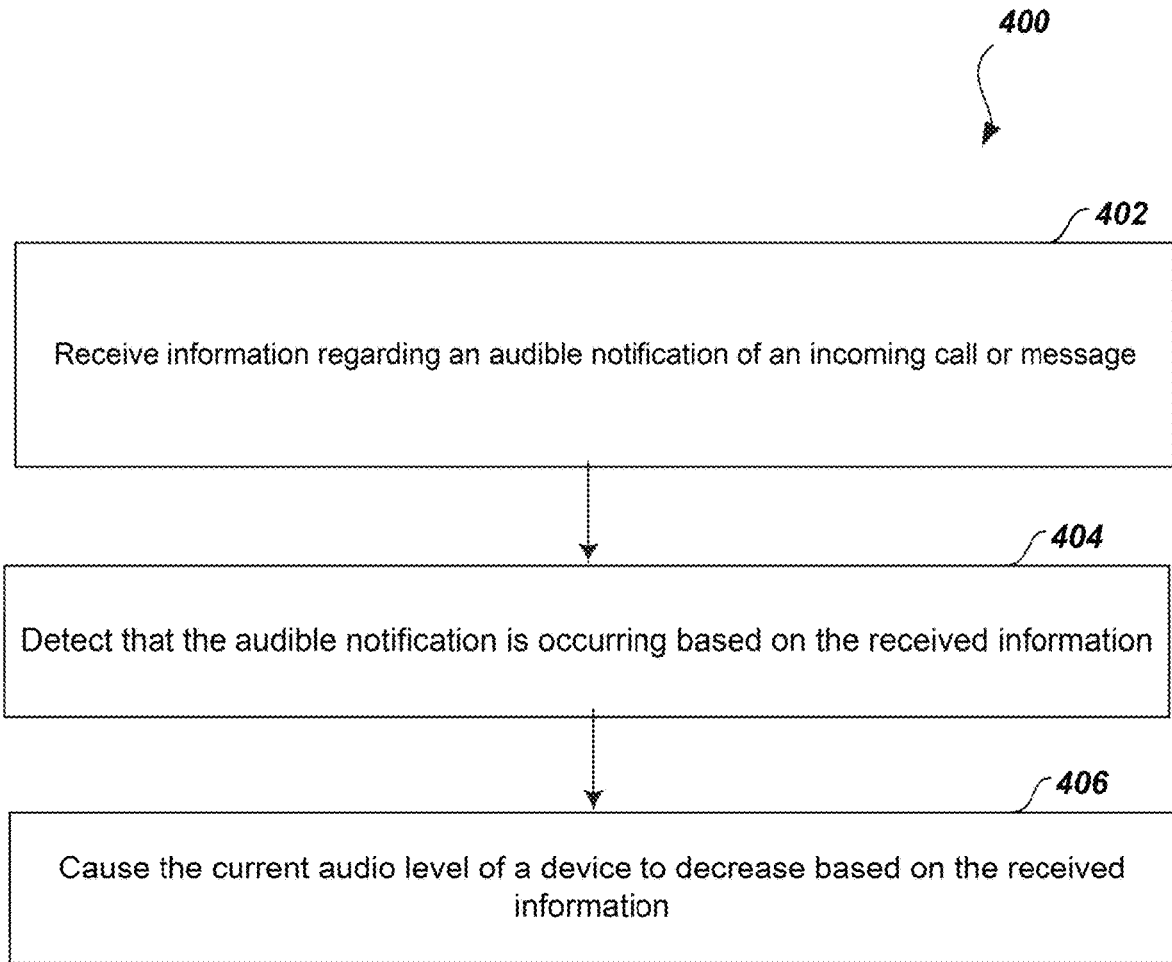 400
402
Receive information regarding an audible notification of an incoming call or message
404
Detect that the audible notification is occurring based on the received information
406
Cause the current audio level of a device to decrease based on the received
information